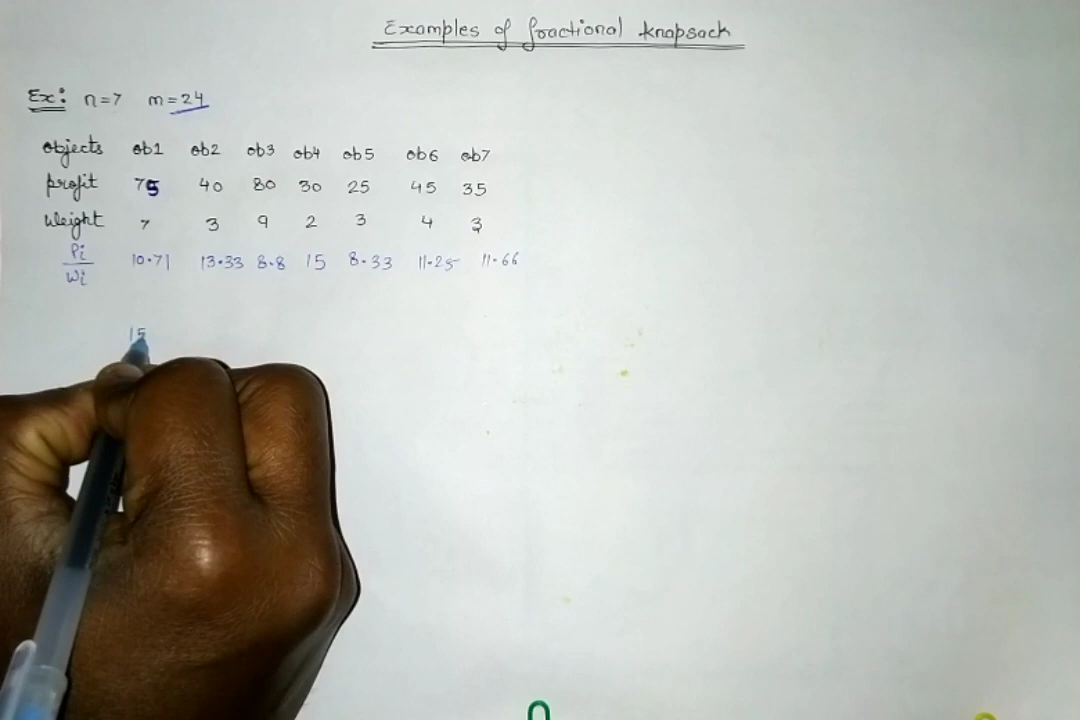 Examples of fractional knapsack
Ex: n=7 m=24
objects ob1 ob2 ob3 ob4 ob5 ob6 ob7
profit 75 40 80 30 25 45 35
Weight 7 3 9 2 3 4 3
Pi/Wi 10.71 13.33 8.8 15 8.33 11.25 11.66
15